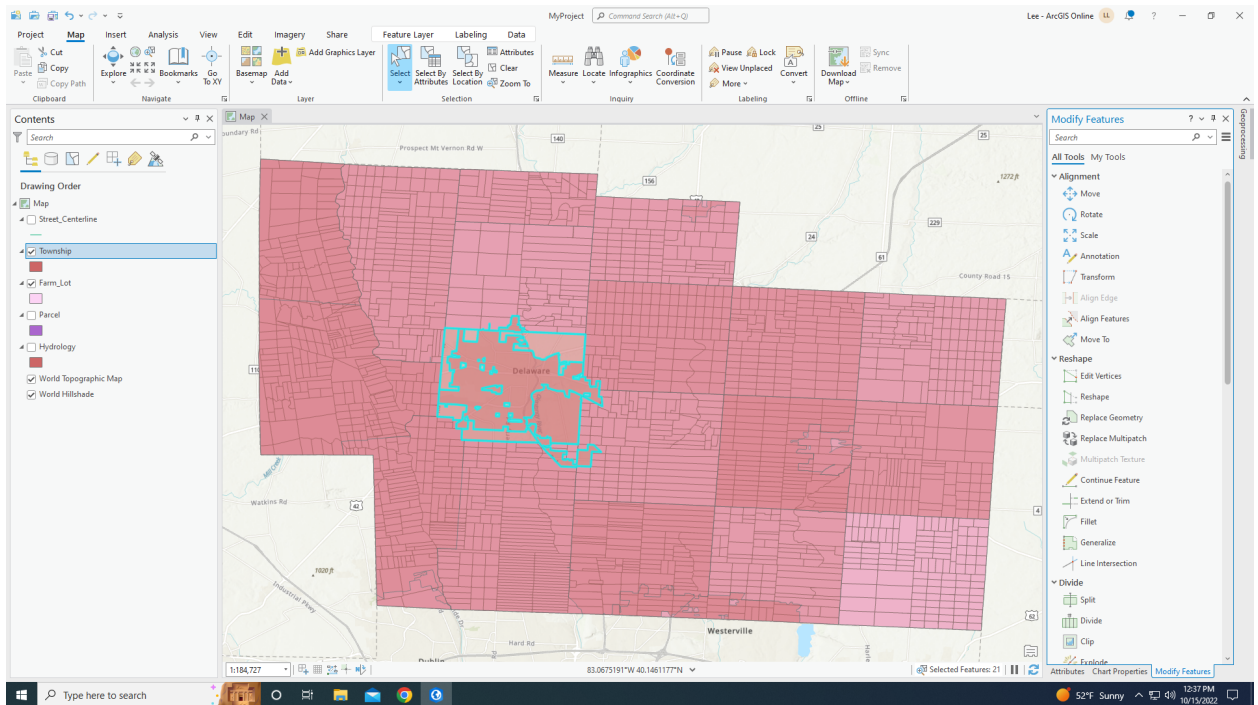 MyProject
Command Search (Alt+Q)
Lee - ArcGIS Online
LL
?
Project Map Insert Analysis View Edit Imagery Share Feature Layer Labeling Data
Paste
Cut
Copy
Copy Path
Clipboard
Explore
Bookmarks
Go To XY
Navigate
Basemap
Add Data
Add Graphics Layer
Layer
Select
Select By Attributes
Select By Location
Attributes
Clear
Zoom To
Selection
Measure
Locate
Infographics
Coordinate Conversion
Inquiry
Pause
Lock
View Unplaced
More
Convert
Labeling
Download Map
Sync
Remove
Offline
Contents
Search
Drawing Order
Map
Street_Centerline
Township
Farm_Lot
Parcel
Hydrology
World Topographic Map
World Hillshade
Map
oundary Rd
Prospect Mt Vernon Rd W
140
25
25
156
1272 ft
229
24
61
County Road 15
Delaware
Mill Creek
Watkins Rd
42
4
1020 ft
Industrial Pkwy
62
Westerville
Hard Rd
Dublin
1:184,727
83.0675191°W 40.1461177°N
Selected Features: 21
Modify Features
?
Search
All Tools My Tools
Alignment
Move
Rotate
Scale
Annotation
Transform
Align Edge
Align Features
Move To
Reshape
Edit Vertices
Reshape
Replace Geometry
Replace Multipatch
Multipatch Texture
Continue Feature
Extend or Trim
Fillet
Generalize
Line Intersection
Divide
Split
Divide
Clip
Explode
Attributes Chart Properties Modify Features
Geoprocessing
Type here to search
52°F Sunny
12:37 PM
10/15/2022